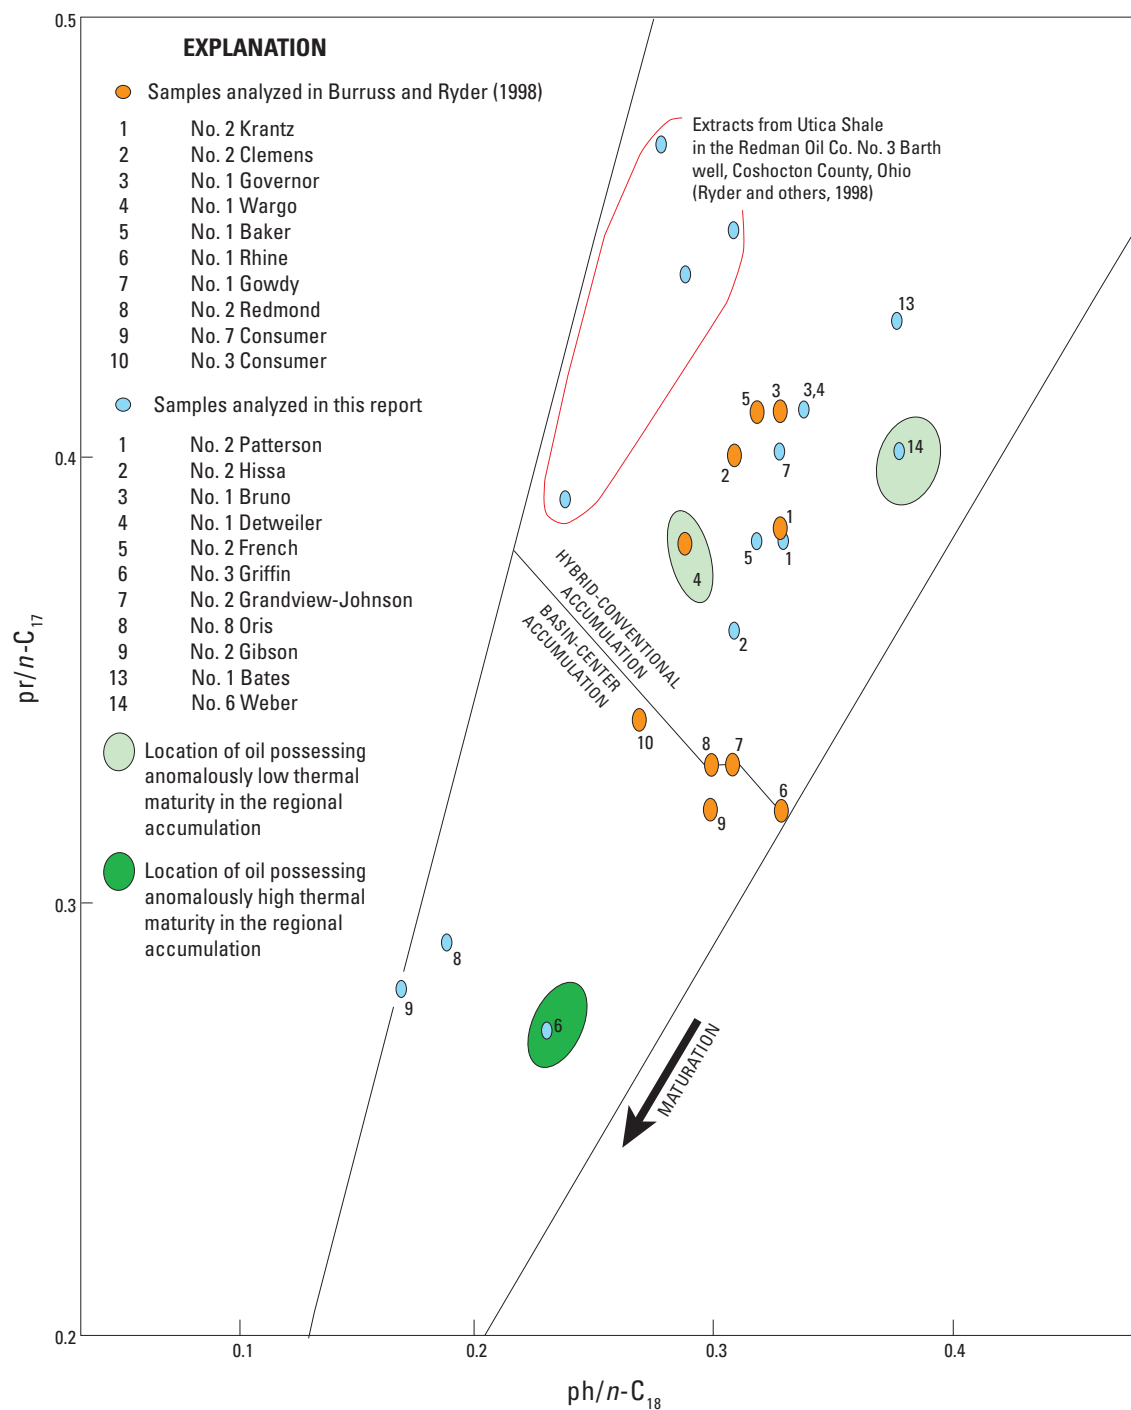 EXPLANATION
Samples analyzed in Burruss and Ryder (1998)
1 No. 2 Krantz
2 No. 2 Clemens
3 No. 1 Governor
4 No. 1 Wargo
5 No. 1 Baker
6 No. 1 Rhine
7 No. 1 Gowdy
8 No. 2 Redmond
9 No. 7 Consumer
10 No. 3 Consumer
Samples analyzed in this report
1 No. 2 Patterson
2 No. 2 Hissa
3 No. 1 Bruno
4 No. 1 Detweiler
5 No. 2 French
6 No. 3 Griffin
7 No. 2 Grandview-Johnson
8 No. 8 Oris
9 No. 2 Gibson
13 No. 1 Bates
14 No. 6 Weber
Location of oil possessing
anomalously low thermal
maturity in the regional
accumulation
Location of oil possessing
anomalously high thermal
maturity in the regional
accumulation
Extracts from Utica Shale
in the Redman Oil Co. No. 3 Barth
well, Coshocton County, Ohio
(Ryder and others, 1998)
13
5
3
3,4
2
7
14
1
5
1
4
2
HYBRID-CONVENTIONAL
ACCUMULATION
BASIN-CENTER
ACCUMULATION
10
8
7
6
9
8
9
6
MATURATION
0.5
0.4
0.3
0.2
pr/n-C17
0.1
0.2
0.3
0.4
ph/n-C18